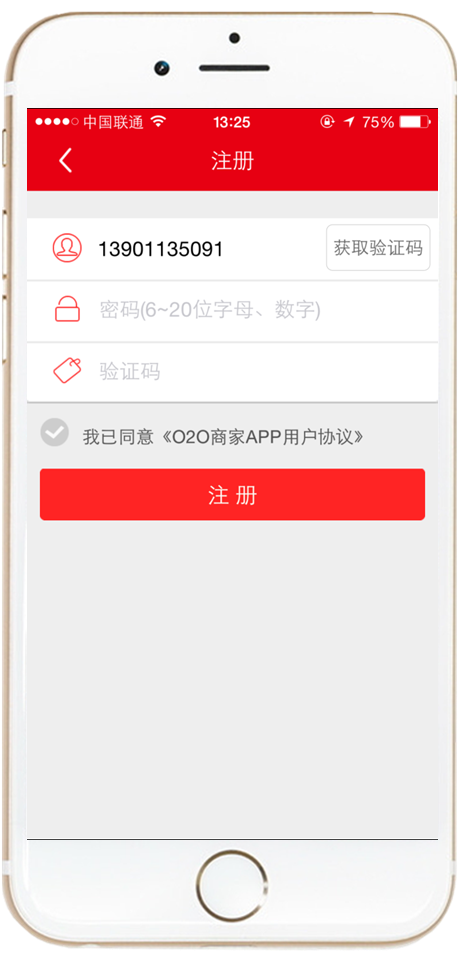 中国联通 13:25 75%
注册
13901135091 获取验证码
密码(6~20位字母、数字)
验证码
我已同意《O2O商家APP用户协议》
注 册